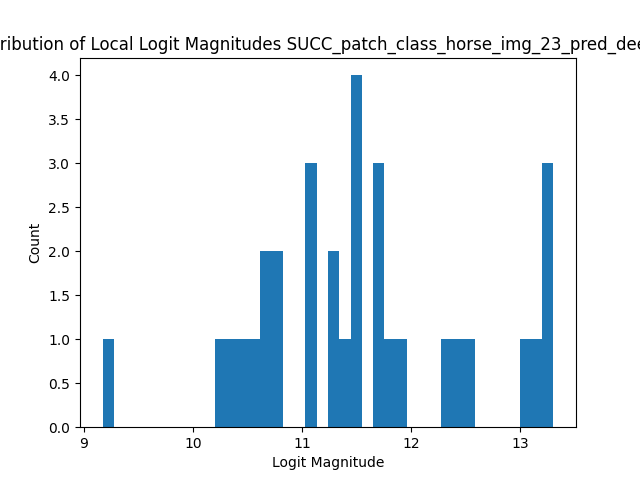 ribution of Local Logit Magnitudes SUCC_patch_class_horse_img_23_pred_dee
4.0
3.5
3.0
2.5
2.0
1.5
1.0
0.5
0.0
Count
9 10 11 12 13
Logit Magnitude